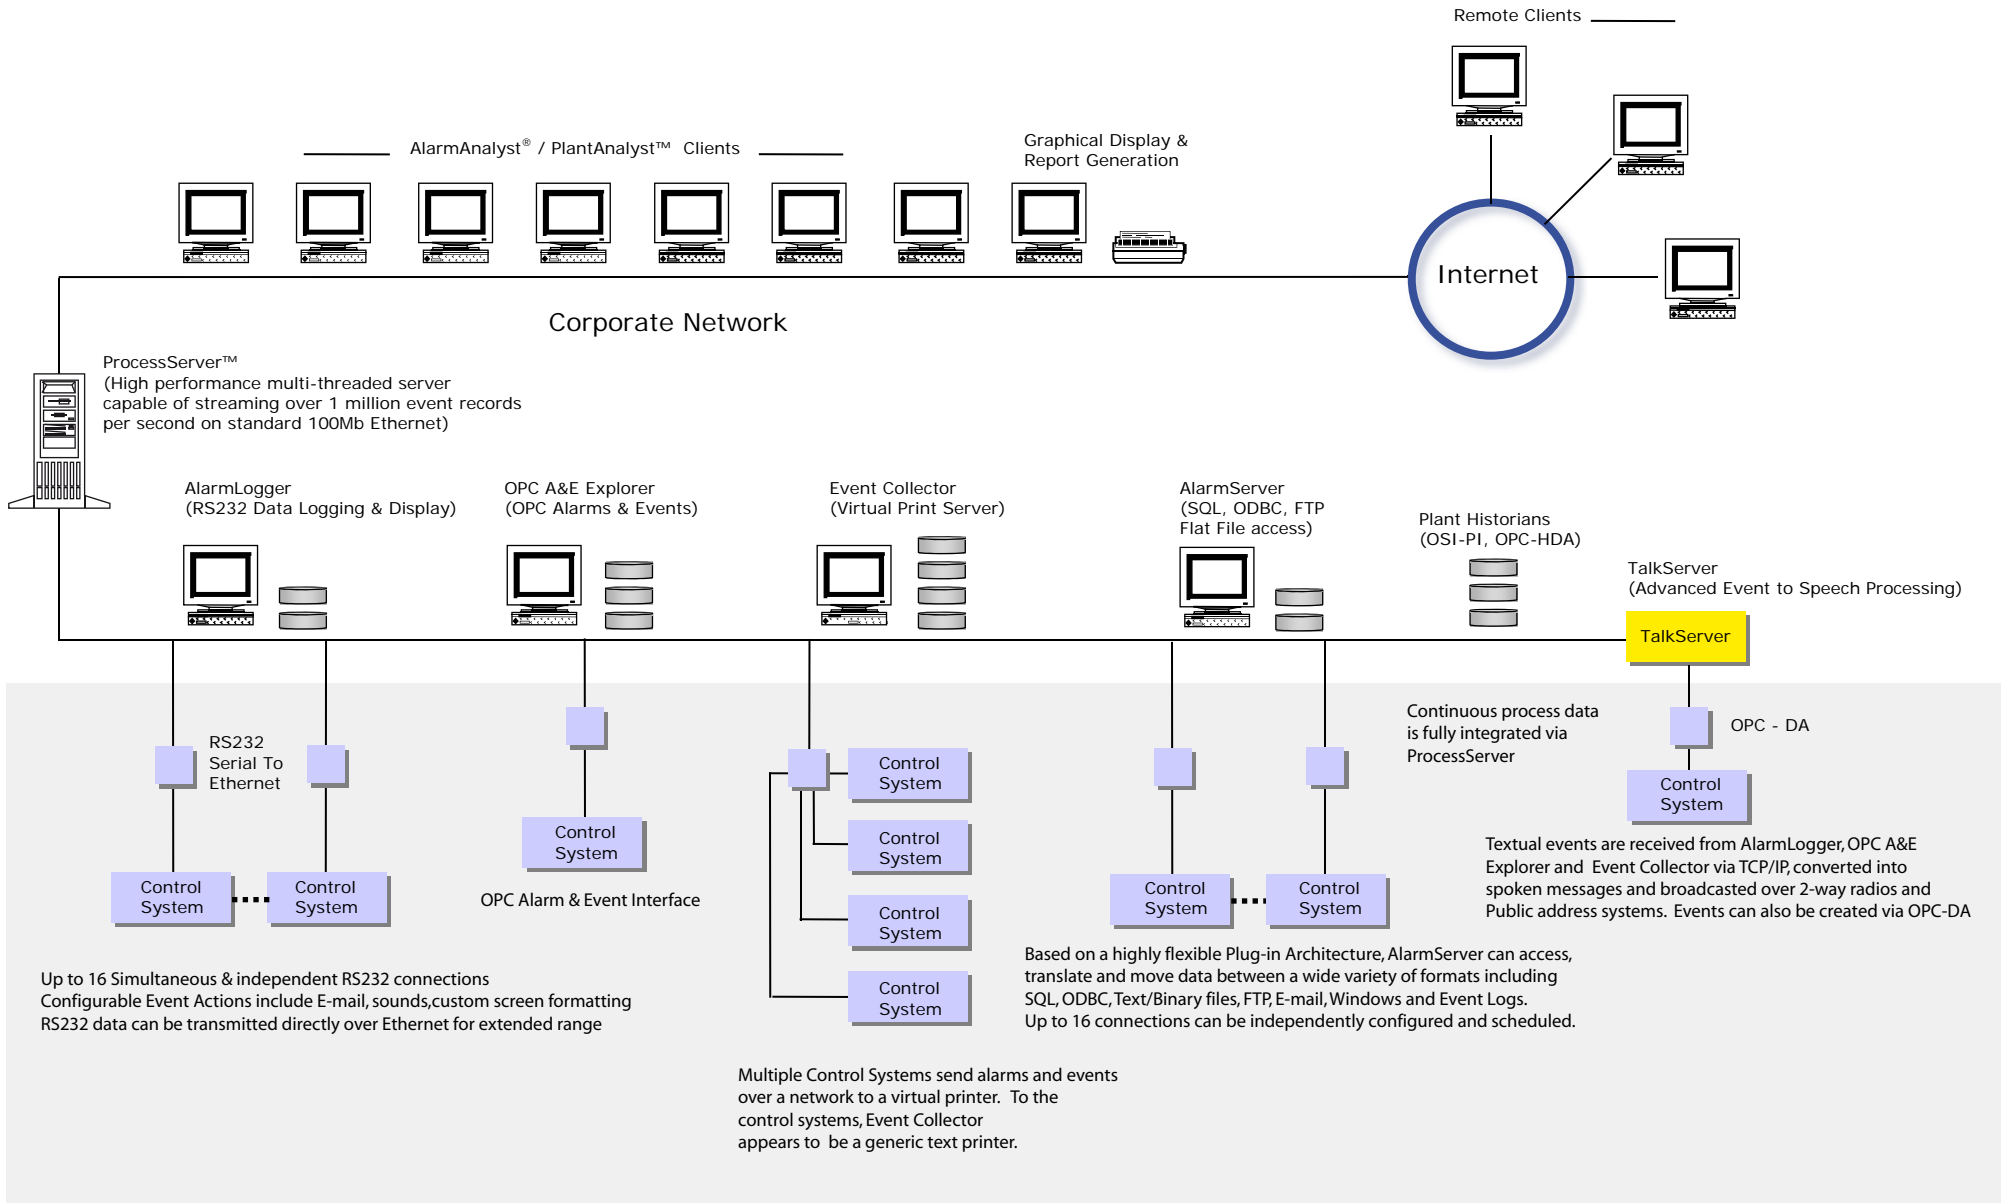 Remote Clients
AlarmAnalyst® / PlantAnalyst™ Clients
Graphical Display &
Report Generation
Internet
Corporate Network
ProcessServer™
(High performance multi-threaded server
capable of streaming over 1 million event records
per second on standard 100Mb Ethernet)
AlarmLogger
(RS232 Data Logging & Display)
OPC A&E Explorer
(OPC Alarms & Events)
Event Collector
(Virtual Print Server)
AlarmServer
(SQL, ODBC, FTP
Flat File access)
Plant Historians
(OSI-PI, OPC-HDA)
TalkServer
(Advanced Event to Speech Processing)
TalkServer
RS232
Serial To
Ethernet
Control
System
Control
System
Up to 16 Simultaneous & independent RS232 connections
Configurable Event Actions include E-mail, sounds,custom screen formatting
RS232 data can be transmitted directly over Ethernet for extended range
Control
System
OPC Alarm & Event Interface
Control
System
Control
System
Control
System
Control
System
Multiple Control Systems send alarms and events
over a network to a virtual printer. To the
control systems, Event Collector
appears to be a generic text printer.
Control
System
Control
System
Based on a highly flexible Plug-in Architecture, AlarmServer can access,
translate and move data between a wide variety of formats including
SQL, ODBC, Text/Binary files, FTP, E-mail, Windows and Event Logs.
Up to 16 connections can be independently configured and scheduled.
Continuous process data
is fully integrated via
ProcessServer
OPC - DA
Control
System
Textual events are received from AlarmLogger, OPC A&E
Explorer and Event Collector via TCP/IP, converted into
spoken messages and broadcasted over 2-way radios and
Public address systems. Events can also be created via OPC-DA